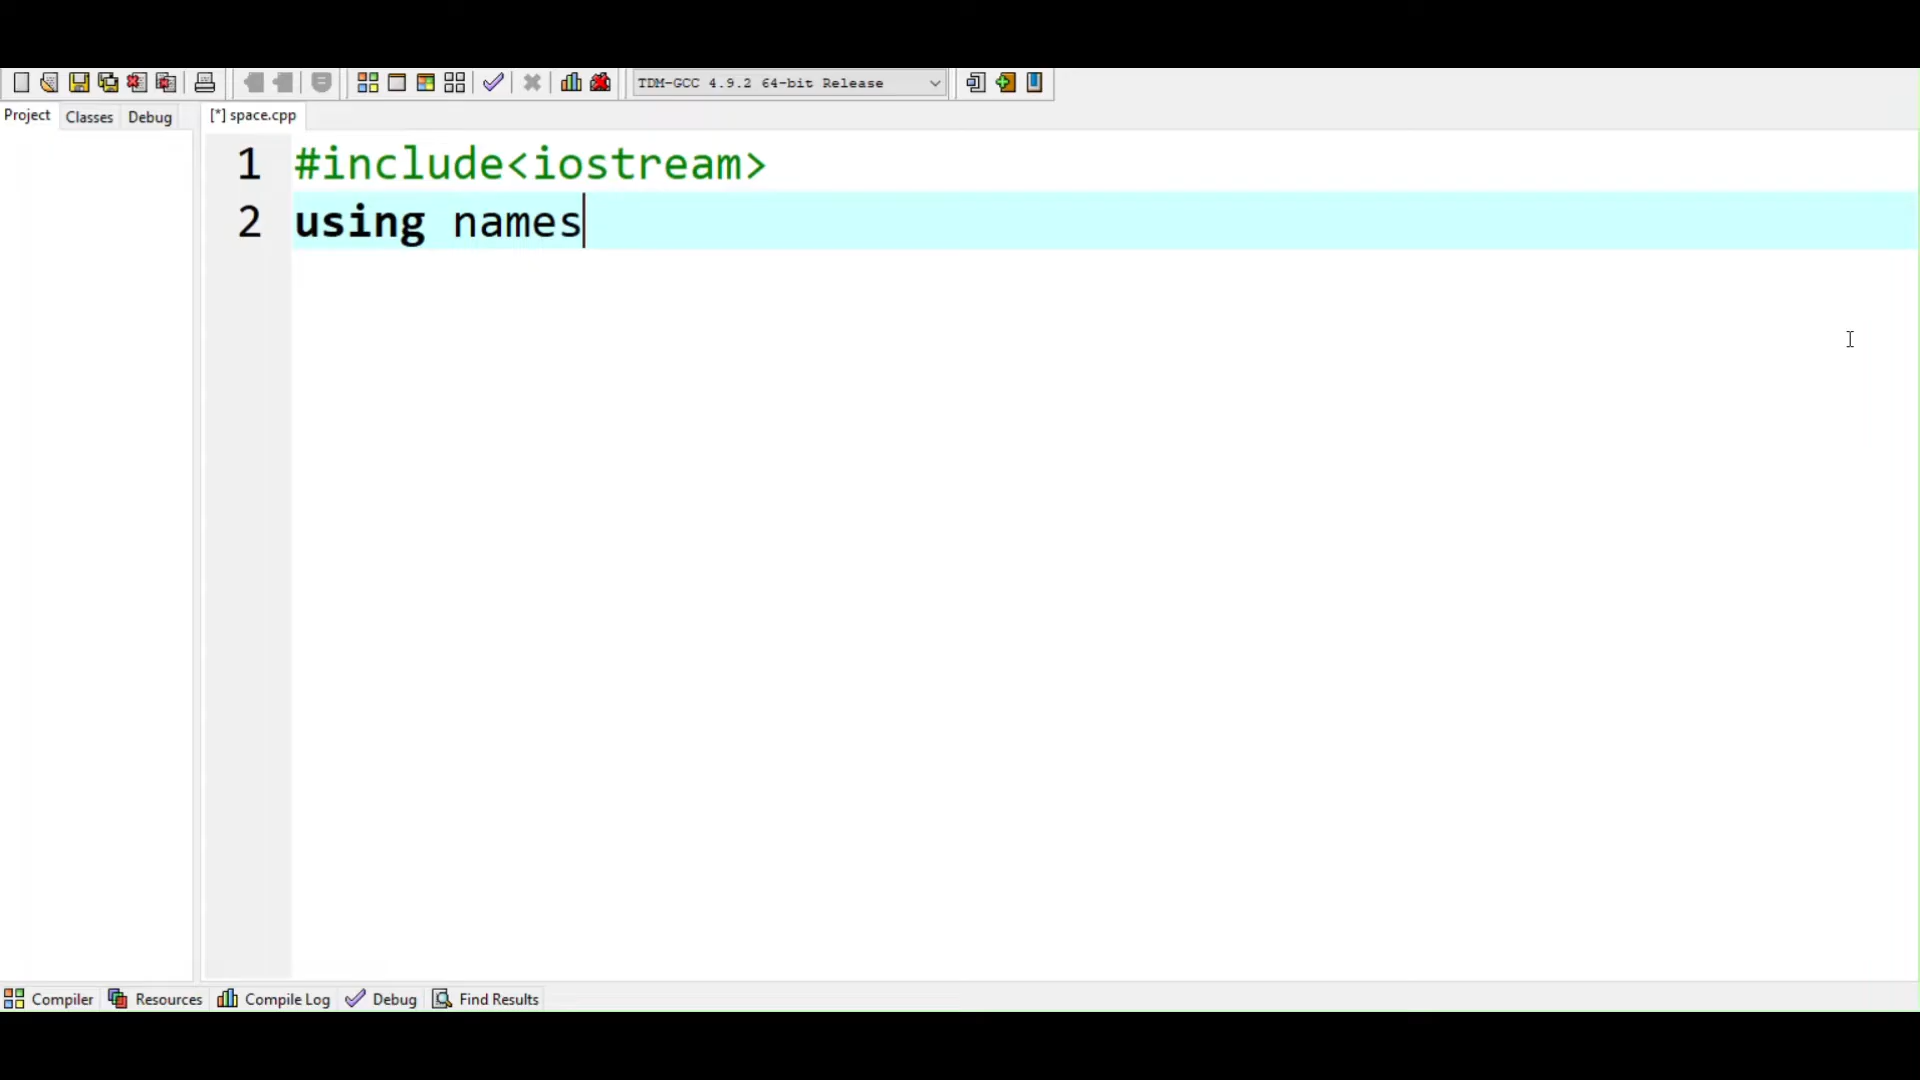 TDM-GCC 4.9.2 64-bit Release
Project Classes Debug [*] space.cpp
1 #include<iostream>
2 using names
Compiler Resources Compile Log Debug Find Results